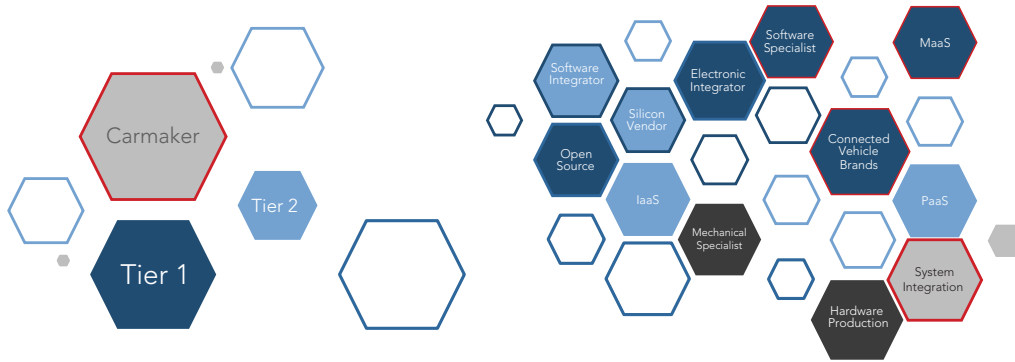 Carmaker
Tier 2
Tier 1
Software
Specialist
MaaS
Software
Integrator
Electronic
Integrator
Silicon
Vendor
Open
Source
Connected
Vehicle
Brands
IaaS
PaaS
Mechanical
Specialist
System
Integration
Hardware
Production